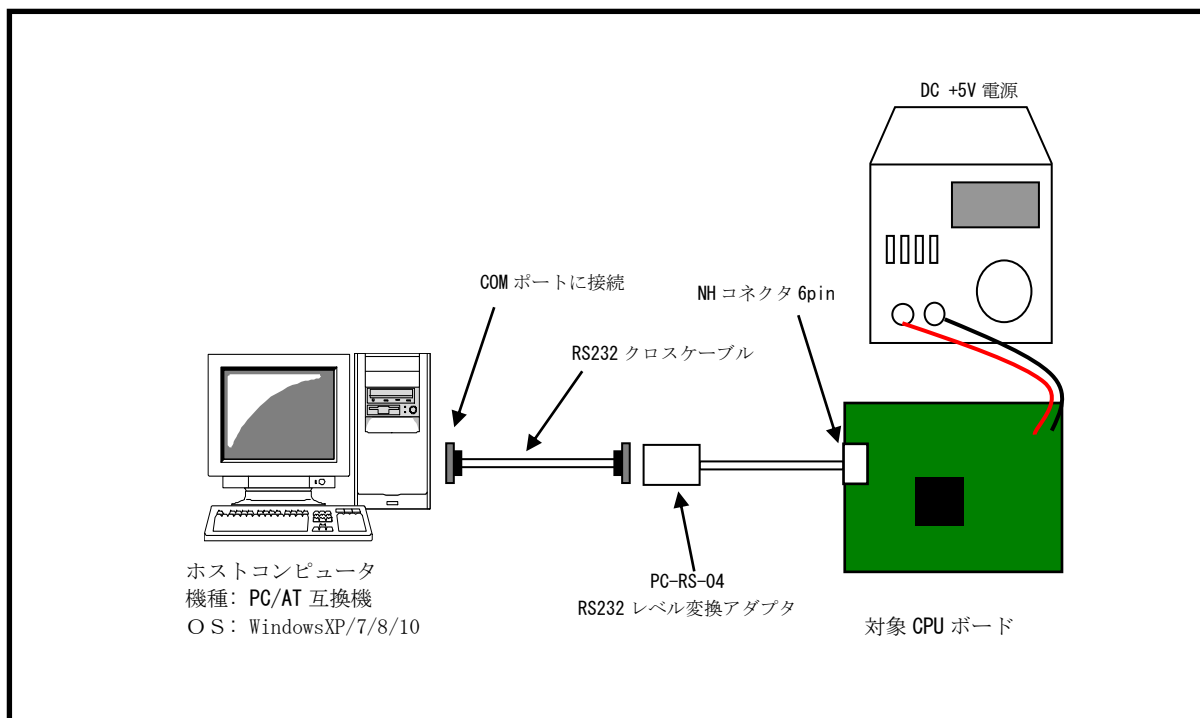 DC +5V 電源
COM ポートに接続
NH コネクタ 6pin
RS232 クロスケーブル
PC-RS-04
RS232 レベル変換アダプタ
ホストコンピュータ
機種: PC/AT 互換機
ＯＳ: WindowsXP/7/8/10
対象 CPU ボード